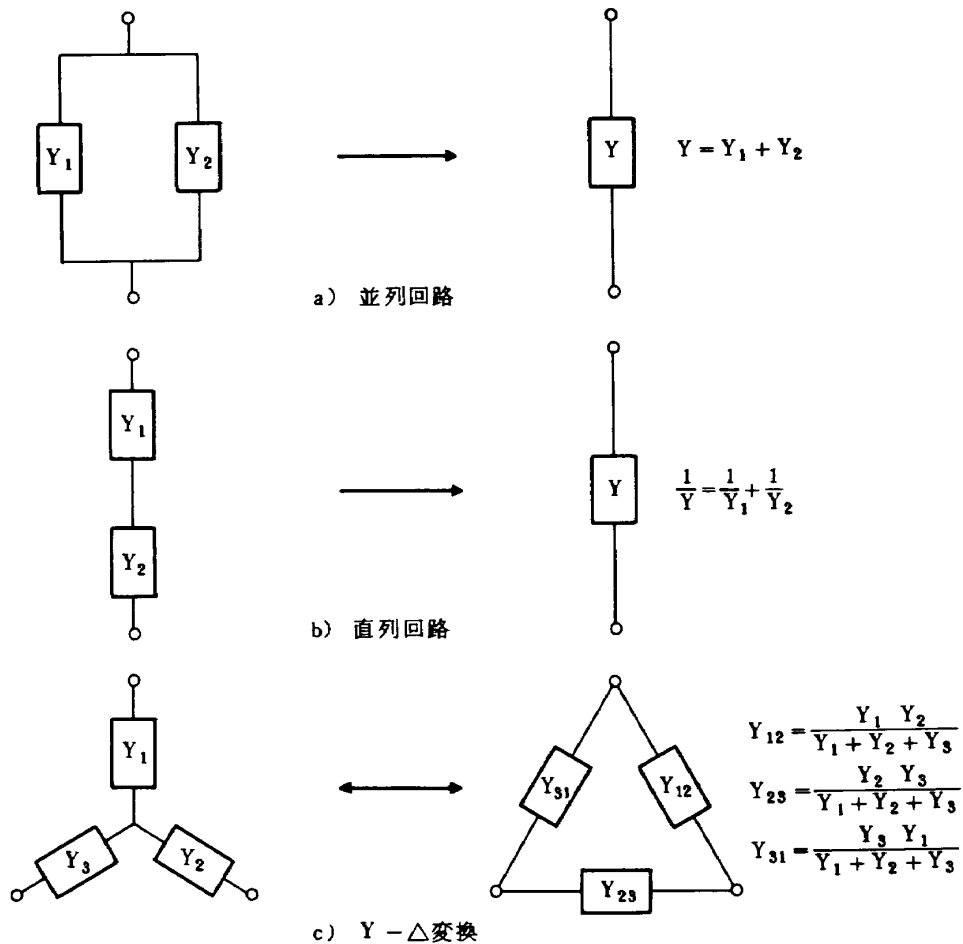 Y₁
Y₂
Y
Y = Y₁ + Y₂
a) 並列回路
Y₁
Y₂
Y
1/Y = 1/Y₁ + 1/Y₂
b) 直列回路
Y₁
Y₃
Y₂
Y₃₁
Y₁₂
Y₂₃
Y₁₂ = Y₁ Y₂ / Y₁ + Y₂ + Y₃
Y₂₃ = Y₂ Y₃ / Y₁ + Y₂ + Y₃
Y₃₁ = Y₃ Y₁ / Y₁ + Y₂ + Y₃
c) Y－△変換